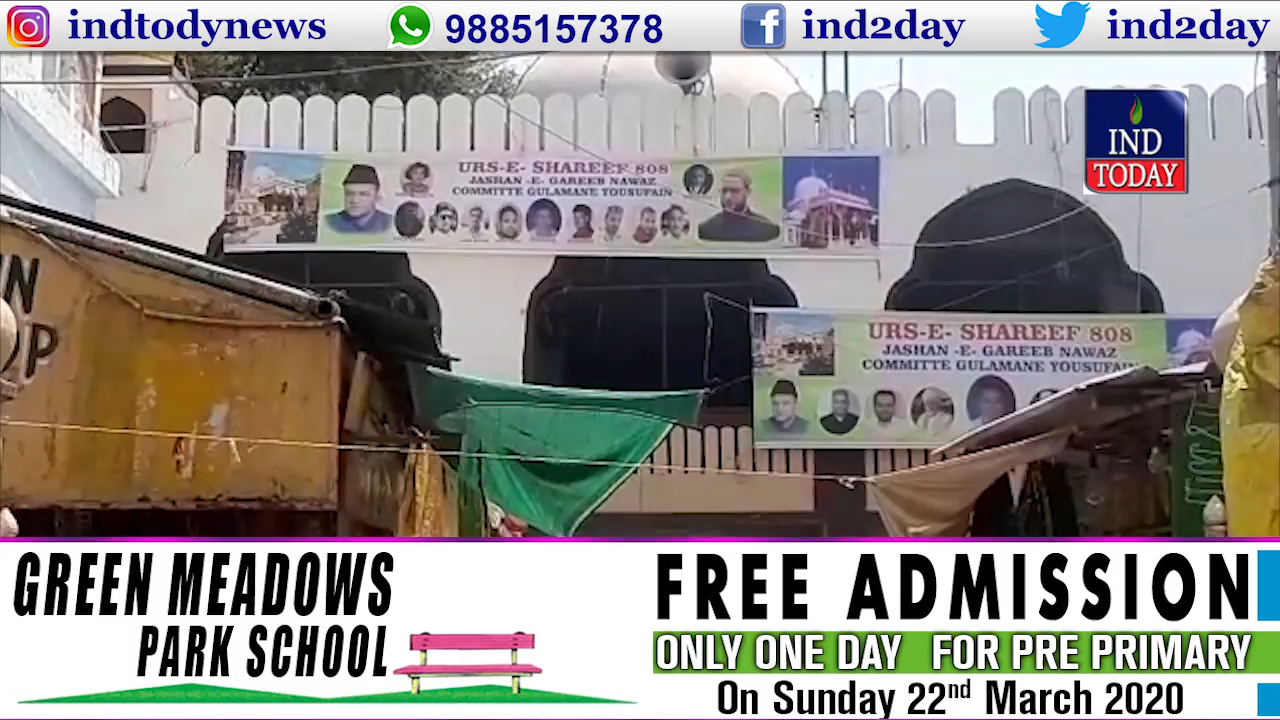 indtodynews 9885157378 ind2day ind2day
IND
TODAY
URS-E- SHAREEF 808
JASHAN -E- GAREEB NAWAZ
COMMITTE GULAMANE YOUSUFAIN
URS-E- SHAREEF 808
JASHAN -E- GAREEB NAWAZ
COMMITTE GULAMANE YOUSUFAIN
N
OP
GREEN MEADOWS
PARK SCHOOL
FREE ADMISSION
ONLY ONE DAY FOR PRE PRIMARY
On Sunday 22nd March 2020